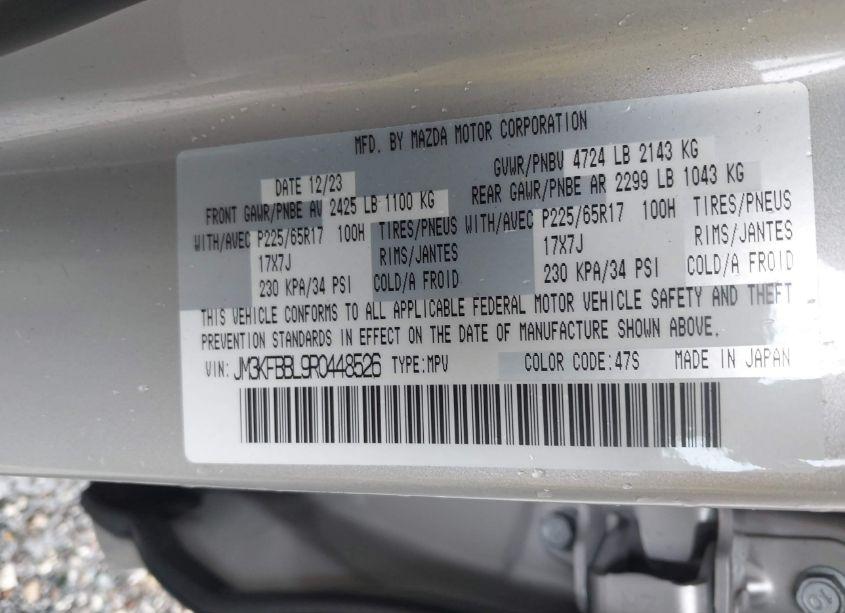 MFD. BY MAZDA MOTOR CORPORATION
DATE 12/23 GVWR/PNBV 4724 LB 2143 KG
FRONT GAWR/PNBE AV 2425 LB 1100 KG REAR GAWR/PNBE AR 2299 LB 1043 KG
WITH/AVEC P225/65R17 100H TIRES/PNEUS WITH/AVEC P225/65R17 100H TIRES/PNEUS
17X7J RIMS/JANTES 17X7J RIMS/JANTES
230 KPA/34 PSI COLD/A FROID 230 KPA/34 PSI COLD/A FROID
THIS VEHICLE CONFORMS TO ALL APPLICABLE FEDERAL MOTOR VEHICLE SAFETY AND THEFT
PREVENTION STANDARDS IN EFFECT ON THE DATE OF MANUFACTURE SHOWN ABOVE.
VIN: JM3KFBBL9R0448526 TYPE:MPV COLOR CODE:47S MADE IN JAPAN